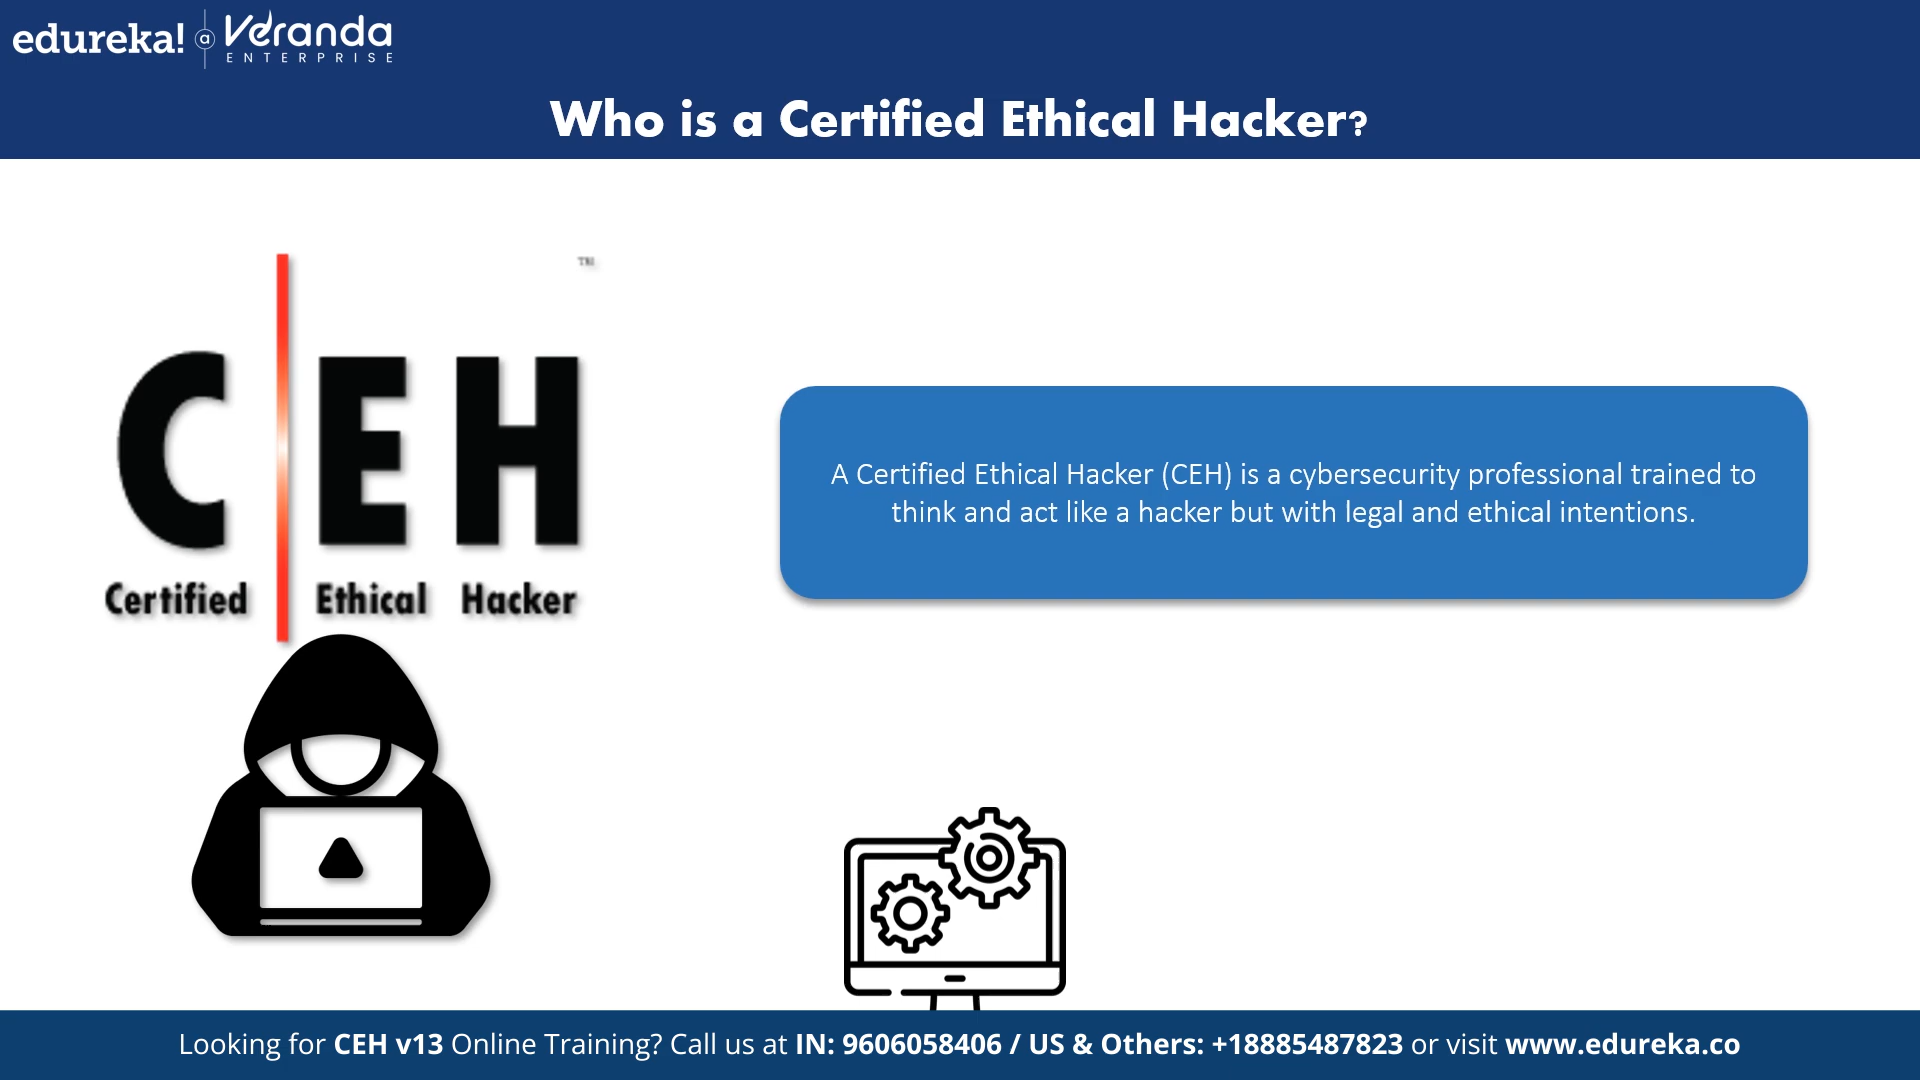 edureka! a Veranda
ENTERPRISE
Who is a Certified Ethical Hacker?
TM
C EH
Certified Ethical Hacker
A Certified Ethical Hacker (CEH) is a cybersecurity professional trained to
think and act like a hacker but with legal and ethical intentions.
Looking for CEH v13 Online Training? Call us at IN: 9606058406 / US & Others: +18885487823 or visit www.edureka.co